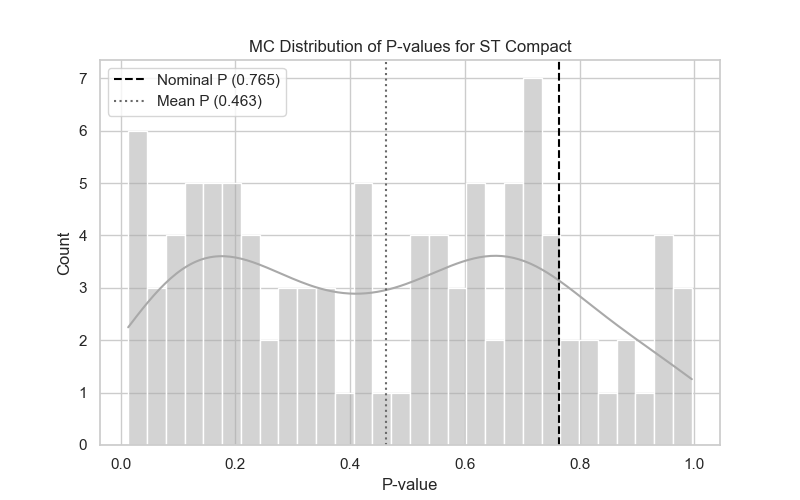 MC Distribution of P-values for ST Compact
Nominal P (0.765)
Mean P (0.463)
Count
7
6
5
4
3
2
1
0
0.0 0.2 0.4 0.6 0.8 1.0
P-value